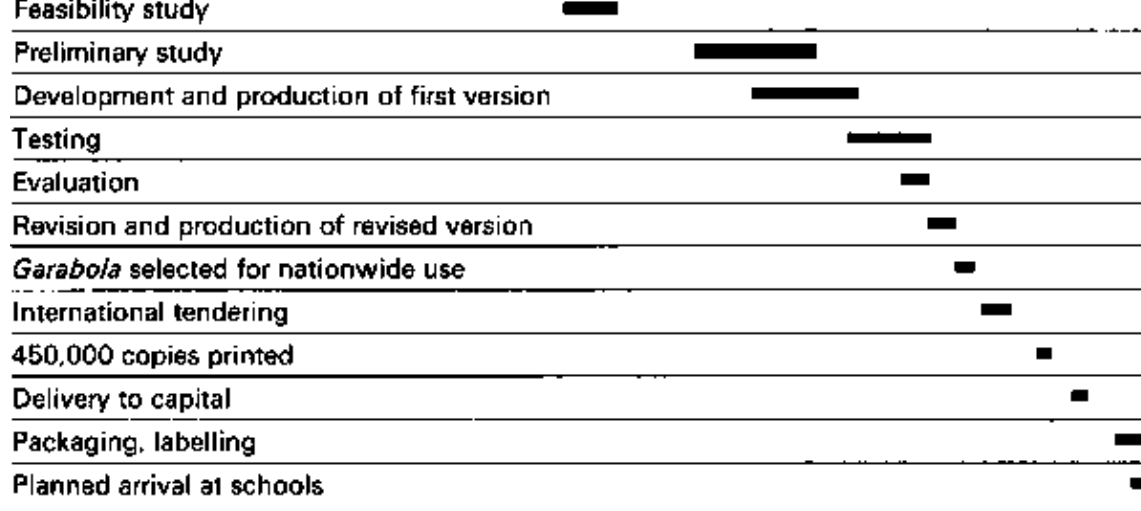 Feasibility study
Preliminary study
Development and production of first version
Testing
Evaluation
Revision and production of revised version
Garabola selected for nationwide use
International tendering
450,000 copies printed
Delivery to capital
Packaging, labelling
Planned arrival at schools